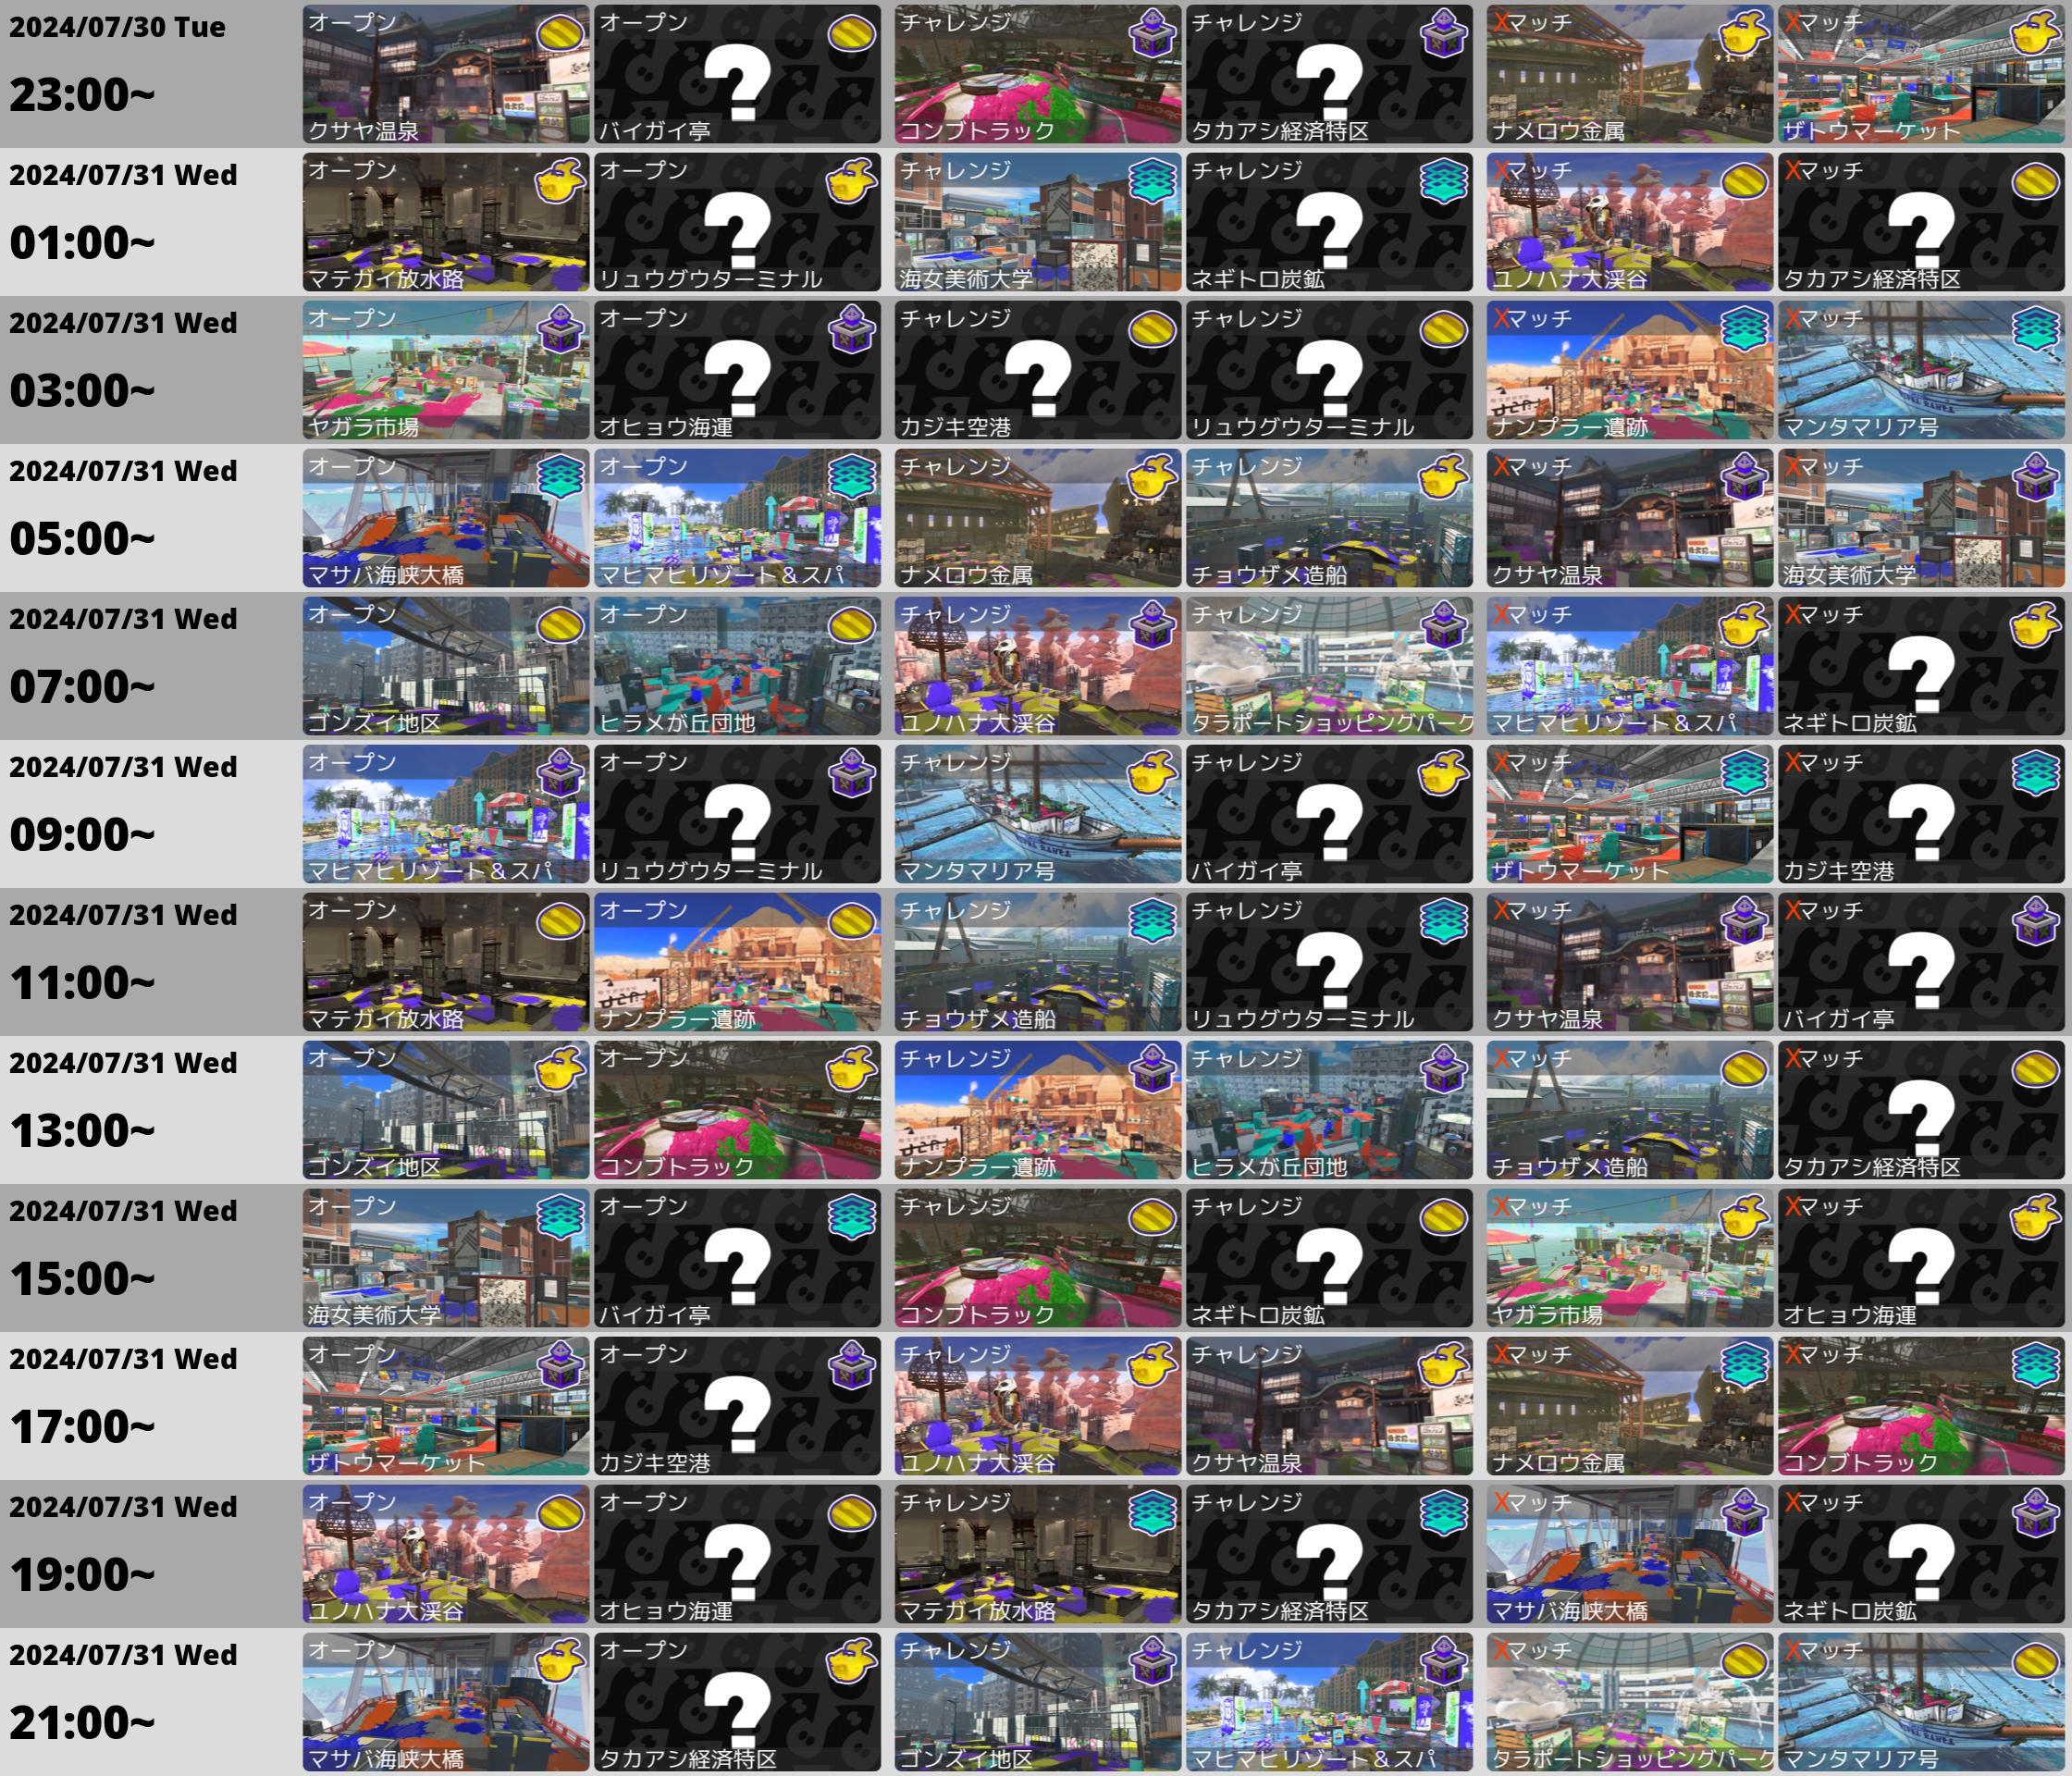 2024/07/30 Tue
23:00~
オープン
クサヤ温泉
オープン
バイガイ亭
チャレンジ
コンブトラック
チャレンジ
タカアシ経済特区
Xマッチ
ナメロウ金属
Xマッチ
ザトウマーケット
2024/07/31 Wed
01:00~
オープン
マテガイ放水路
オープン
リュウグウターミナル
チャレンジ
海女美術大学
チャレンジ
ネギトロ炭鉱
Xマッチ
ユノハナ大渓谷
Xマッチ
タカアシ経済特区
2024/07/31 Wed
03:00~
オープン
ヤガラ市場
オープン
オヒョウ海運
チャレンジ
カジキ空港
チャレンジ
リュウグウターミナル
Xマッチ
ナンプラー遺跡
Xマッチ
マンタマリア号
2024/07/31 Wed
05:00~
オープン
マサバ海峡大橋
オープン
マヒマヒリゾート＆スパ
チャレンジ
ナメロウ金属
チャレンジ
チョウザメ造船
Xマッチ
クサヤ温泉
Xマッチ
海女美術大学
2024/07/31 Wed
07:00~
オープン
ゴンズイ地区
オープン
ヒラメが丘団地
チャレンジ
ユノハナ大渓谷
チャレンジ
タラポートショッピングパーク
Xマッチ
マヒマヒリゾート＆スパ
Xマッチ
ネギトロ炭鉱
2024/07/31 Wed
09:00~
オープン
マヒマヒリゾート＆スパ
オープン
リュウグウターミナル
チャレンジ
マンタマリア号
チャレンジ
バイガイ亭
Xマッチ
ザトウマーケット
Xマッチ
カジキ空港
2024/07/31 Wed
11:00~
オープン
マテガイ放水路
オープン
ナンプラー遺跡
チャレンジ
チョウザメ造船
チャレンジ
リュウグウターミナル
Xマッチ
クサヤ温泉
Xマッチ
バイガイ亭
2024/07/31 Wed
13:00~
オープン
ゴンズイ地区
オープン
コンブトラック
チャレンジ
ナンプラー遺跡
チャレンジ
ヒラメが丘団地
Xマッチ
チョウザメ造船
Xマッチ
タカアシ経済特区
2024/07/31 Wed
15:00~
オープン
海女美術大学
オープン
バイガイ亭
チャレンジ
コンブトラック
チャレンジ
ネギトロ炭鉱
Xマッチ
ヤガラ市場
Xマッチ
オヒョウ海運
2024/07/31 Wed
17:00~
オープン
ザトウマーケット
オープン
カジキ空港
チャレンジ
ユノハナ大渓谷
チャレンジ
クサヤ温泉
Xマッチ
ナメロウ金属
Xマッチ
コンブトラック
2024/07/31 Wed
19:00~
オープン
ユノハナ大渓谷
オープン
オヒョウ海運
チャレンジ
マテガイ放水路
チャレンジ
タカアシ経済特区
Xマッチ
マサバ海峡大橋
Xマッチ
ネギトロ炭鉱
2024/07/31 Wed
21:00~
オープン
マサバ海峡大橋
オープン
タカアシ経済特区
チャレンジ
ゴンズイ地区
チャレンジ
マヒマヒリゾート＆スパ
Xマッチ
タラポートショッピングパーク
Xマッチ
マンタマリア号